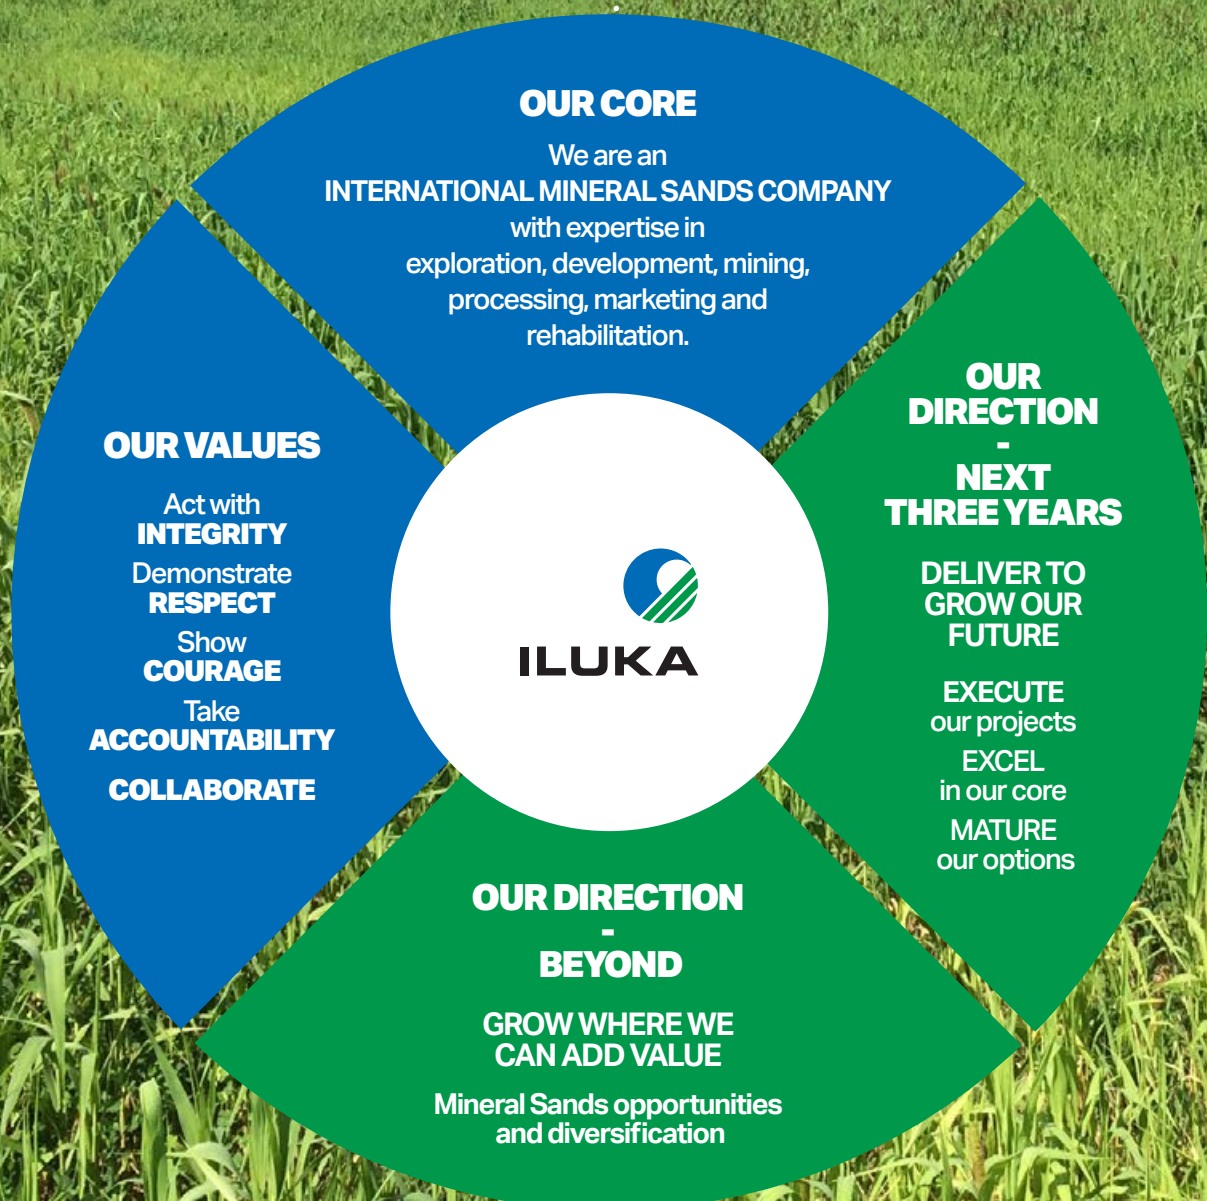 OUR CORE
We are an
INTERNATIONAL MINERAL SANDS COMPANY
with expertise in
exploration, development, mining,
processing, marketing and
rehabilitation.
OUR DIRECTION
-
NEXT
THREE YEARS
DELIVER TO
GROW OUR
FUTURE
EXECUTE
our projects
EXCEL
in our core
MATURE
our options
OUR DIRECTION
-
BEYOND
GROW WHERE WE
CAN ADD VALUE
Mineral Sands opportunities
and diversification
OUR VALUES
Act with
INTEGRITY
Demonstrate
RESPECT
Show
COURAGE
Take
ACCOUNTABILITY
COLLABORATE
ILUKA